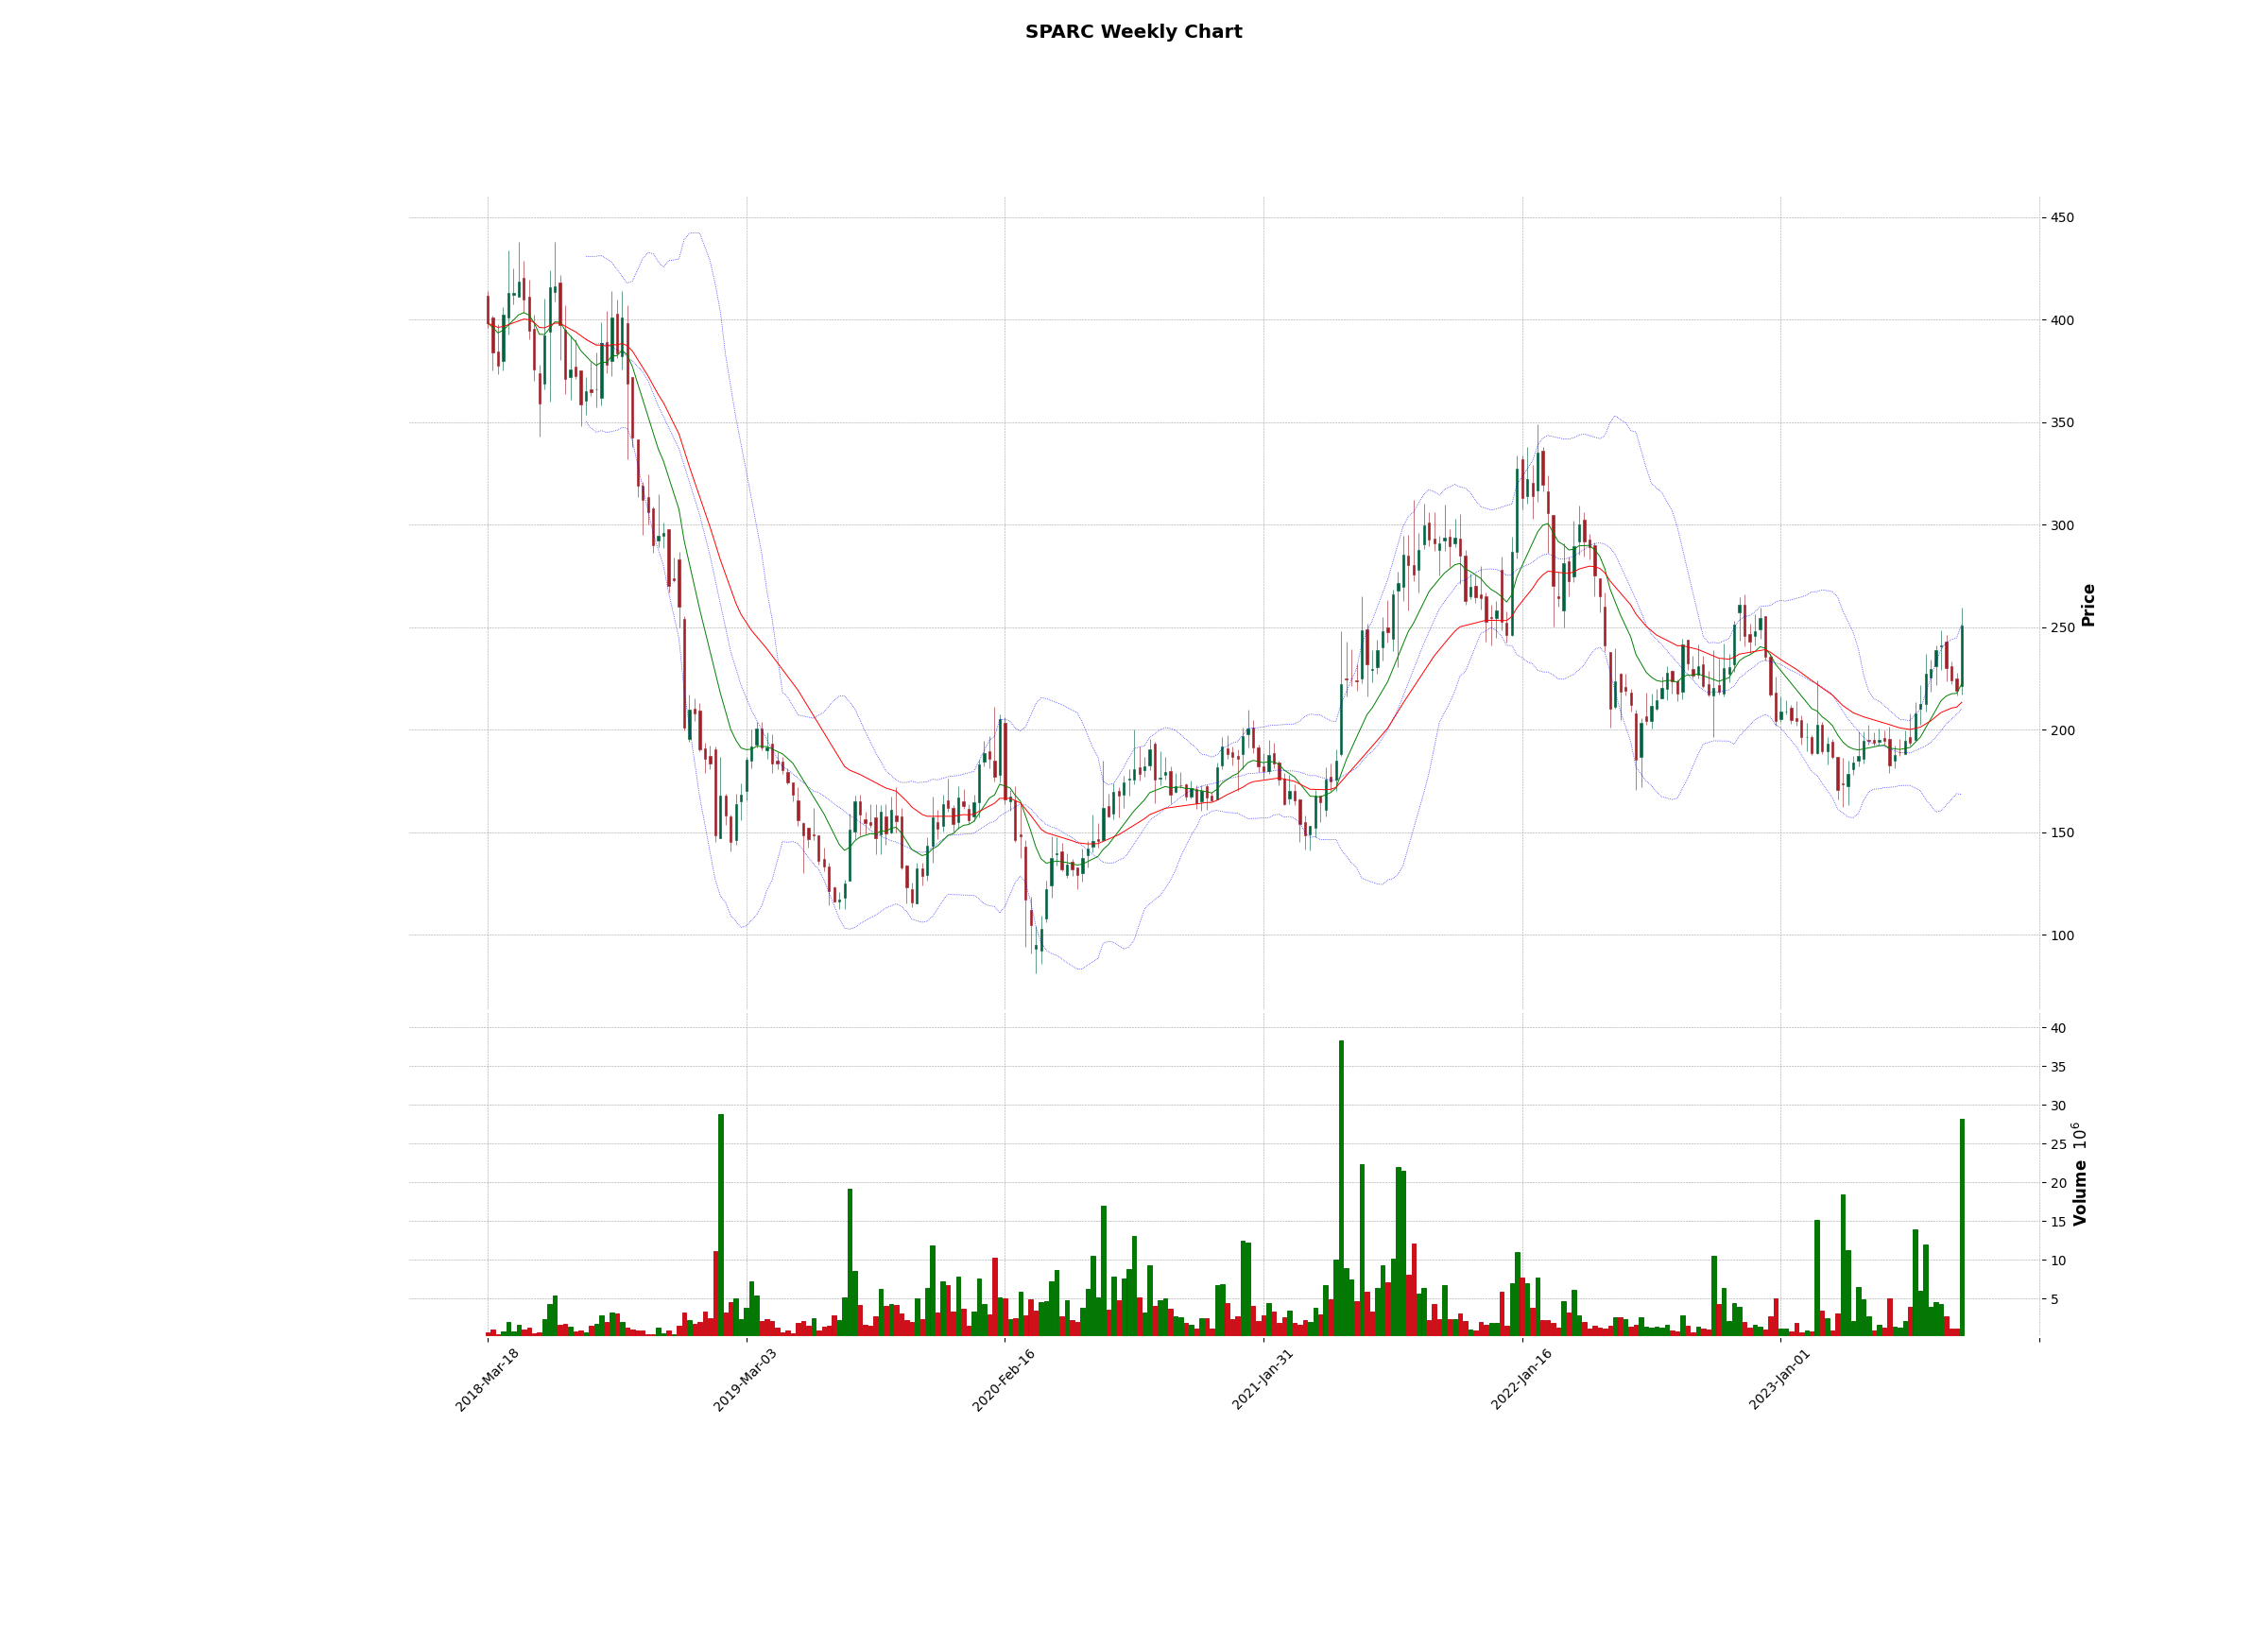 SPARC Weekly Chart
450
400
350
300
250
200
150
100
Price
40
35
30
25
20
15
10
5
Volume 10⁶
2018-Mar-18
2019-Mar-03
2020-Feb-16
2021-Jan-31
2022-Jan-16
2023-Jan-01